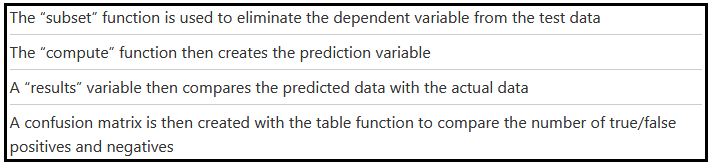 The “subset” function is used to eliminate the dependent variable from the test data
The “compute” function then creates the prediction variable
A “results” variable then compares the predicted data with the actual data
A confusion matrix is then created with the table function to compare the number of true/false
positives and negatives